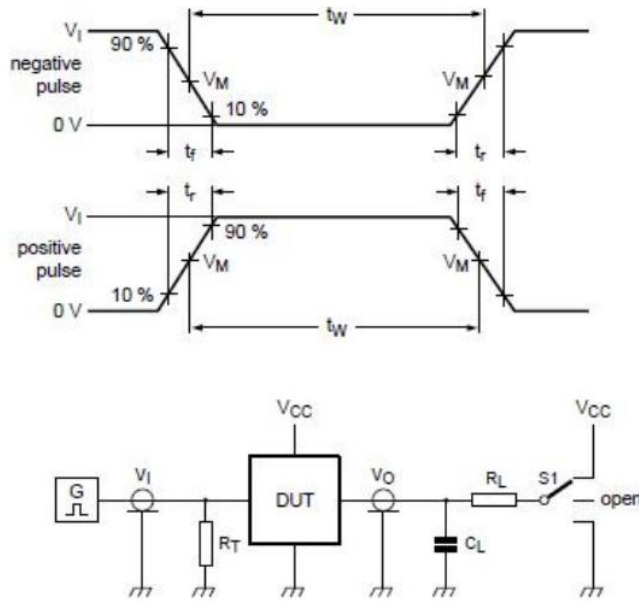 V_I
t_W
90 %
negative
pulse
V_M
V_M
10 %
0 V
t_f
t_r
t_r
t_f
V_I
90 %
positive
pulse
V_M
V_M
10 %
0 V
t_W
V_CC
V_CC
V_I
V_O
R_L
S1
G
DUT
open
R_T
C_L